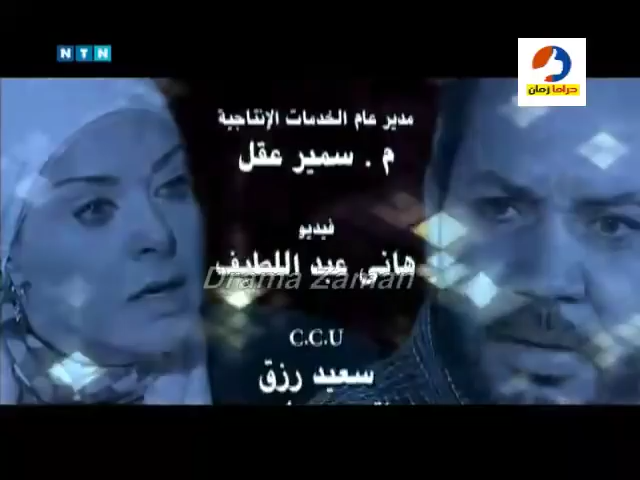 NTN
دراما زمان
مدير عام الخدمات الإنتاجية
م . سمير عقل
فيديو
هاني عبد اللطيف
Drama Zaman
C.C.U
سعيد رزق